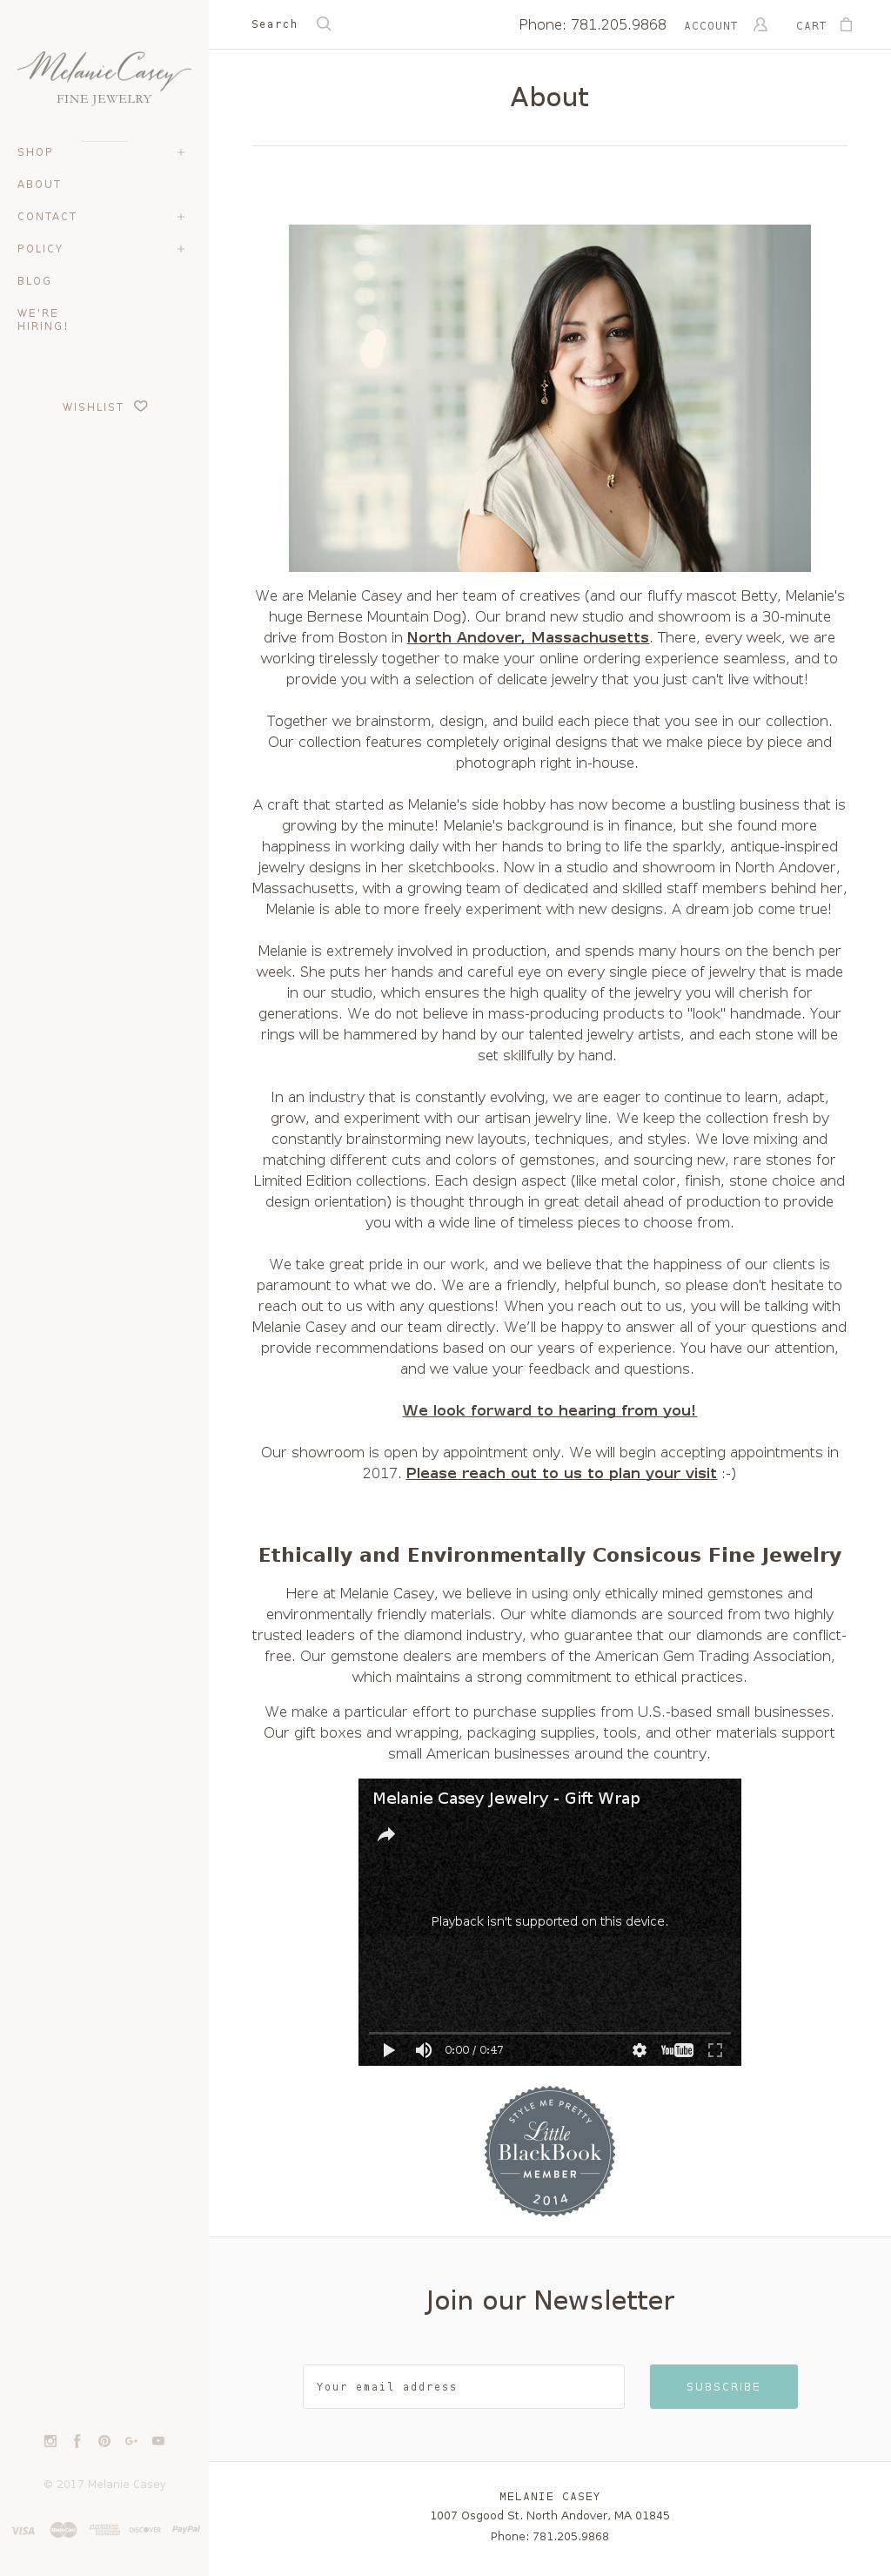 Melanie Casey
FINE JEWELRY
SHOP +
ABOUT
CONTACT +
POLICY +
BLOG
WE'RE
HIRING!
WISHLIST
Search
Phone: 781.205.9868
ACCOUNT
CART
About
We are Melanie Casey and her team of creatives (and our fluffy mascot Betty, Melanie's
huge Bernese Mountain Dog). Our brand new studio and showroom is a 30-minute
drive from Boston in North Andover, Massachusetts. There, every week, we are
working tirelessly together to make your online ordering experience seamless, and to
provide you with a selection of delicate jewelry that you just can't live without!
Together we brainstorm, design, and build each piece that you see in our collection.
Our collection features completely original designs that we make piece by piece and
photograph right in-house.
A craft that started as Melanie's side hobby has now become a bustling business that is
growing by the minute! Melanie's background is in finance, but she found more
happiness in working daily with her hands to bring to life the sparkly, antique-inspired
jewelry designs in her sketchbooks. Now in a studio and showroom in North Andover,
Massachusetts, with a growing team of dedicated and skilled staff members behind her,
Melanie is able to more freely experiment with new designs. A dream job come true!
Melanie is extremely involved in production, and spends many hours on the bench per
week. She puts her hands and careful eye on every single piece of jewelry that is made
in our studio, which ensures the high quality of the jewelry you will cherish for
generations. We do not believe in mass-producing products to "look" handmade. Your
rings will be hammered by hand by our talented jewelry artists, and each stone will be
set skillfully by hand.
In an industry that is constantly evolving, we are eager to continue to learn, adapt,
grow, and experiment with our artisan jewelry line. We keep the collection fresh by
constantly brainstorming new layouts, techniques, and styles. We love mixing and
matching different cuts and colors of gemstones, and sourcing new, rare stones for
Limited Edition collections. Each design aspect (like metal color, finish, stone choice and
design orientation) is thought through in great detail ahead of production to provide
you with a wide line of timeless pieces to choose from.
We take great pride in our work, and we believe that the happiness of our clients is
paramount to what we do. We are a friendly, helpful bunch, so please don't hesitate to
reach out to us with any questions! When you reach out to us, you will be talking with
Melanie Casey and our team directly. We’ll be happy to answer all of your questions and
provide recommendations based on our years of experience. You have our attention,
and we value your feedback and questions.
We look forward to hearing from you!
Our showroom is open by appointment only. We will begin accepting appointments in
2017. Please reach out to us to plan your visit :-)
Ethically and Environmentally Consicous Fine Jewelry
Here at Melanie Casey, we believe in using only ethically mined gemstones and
environmentally friendly materials. Our white diamonds are sourced from two highly
trusted leaders of the diamond industry, who guarantee that our diamonds are conflict-
free. Our gemstone dealers are members of the American Gem Trading Association,
which maintains a strong commitment to ethical practices.
We make a particular effort to purchase supplies from U.S.-based small businesses.
Our gift boxes and wrapping, packaging supplies, tools, and other materials support
small American businesses around the country.
Melanie Casey Jewelry - Gift Wrap
Playback isn't supported on this device.
0:00 / 0:47
YouTube
STYLE ME PRETTY
Little
BlackBook
MEMBER
2014
Join our Newsletter
Your email address
SUBSCRIBE
© 2017 Melanie Casey
VISA
MasterCard
AMERICAN EXPRESS
DISCOVER
PayPal
MELANIE CASEY
1007 Osgood St. North Andover, MA 01845
Phone: 781.205.9868